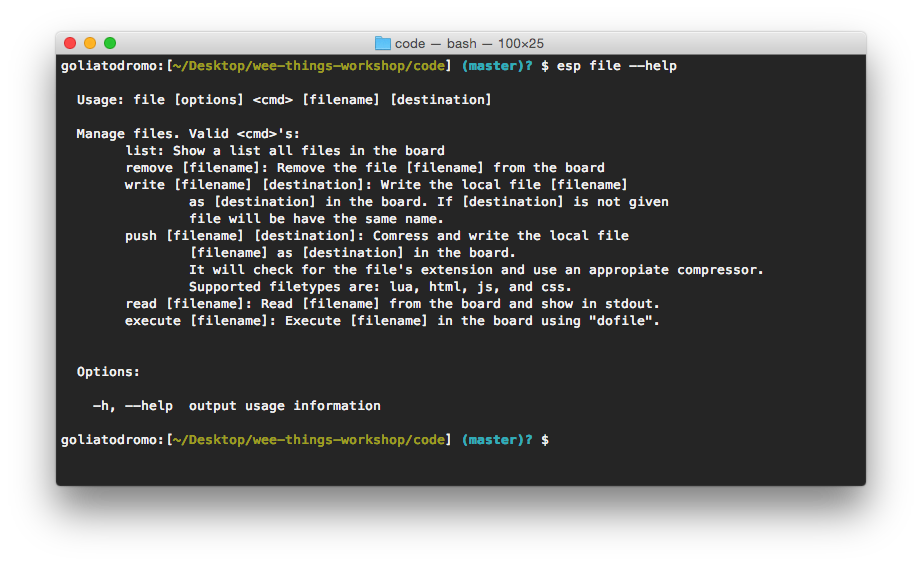 code — bash — 100×25
goliatodromo:[~/Desktop/wee-things-workshop/code] (master)? $ esp file --help
Usage: file [options] <cmd> [filename] [destination]
Manage files. Valid <cmd>'s:
list: Show a list all files in the board
remove [filename]: Remove the file [filename] from the board
write [filename] [destination]: Write the local file [filename]
as [destination] in the board. If [destination] is not given
file will be have the same name.
push [filename] [destination]: Comress and write the local file
[filename] as [destination] in the board.
It will check for the file's extension and use an appropiate compressor.
Supported filetypes are: lua, html, js, and css.
read [filename]: Read [filename] from the board and show in stdout.
execute [filename]: Execute [filename] in the board using "dofile".
Options:
-h, --help  output usage information
goliatodromo:[~/Desktop/wee-things-workshop/code] (master)? $